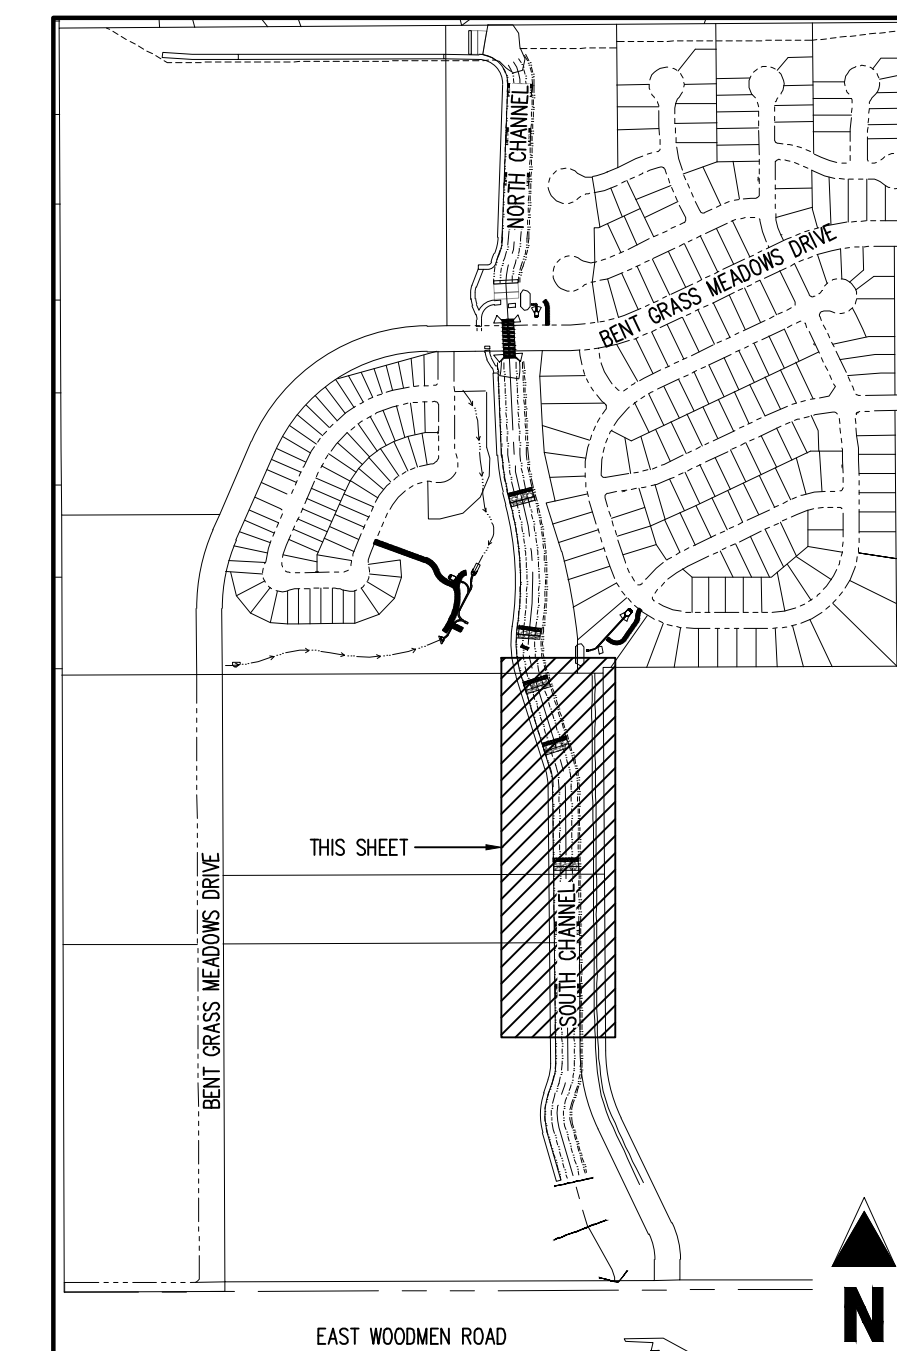 NORTH CHANNEL
BENT GRASS MEADOWS DRIVE
THIS SHEET
BENT GRASS MEADOWS DRIVE
SOUTH CHANNEL
N
EAST WOODMEN ROAD